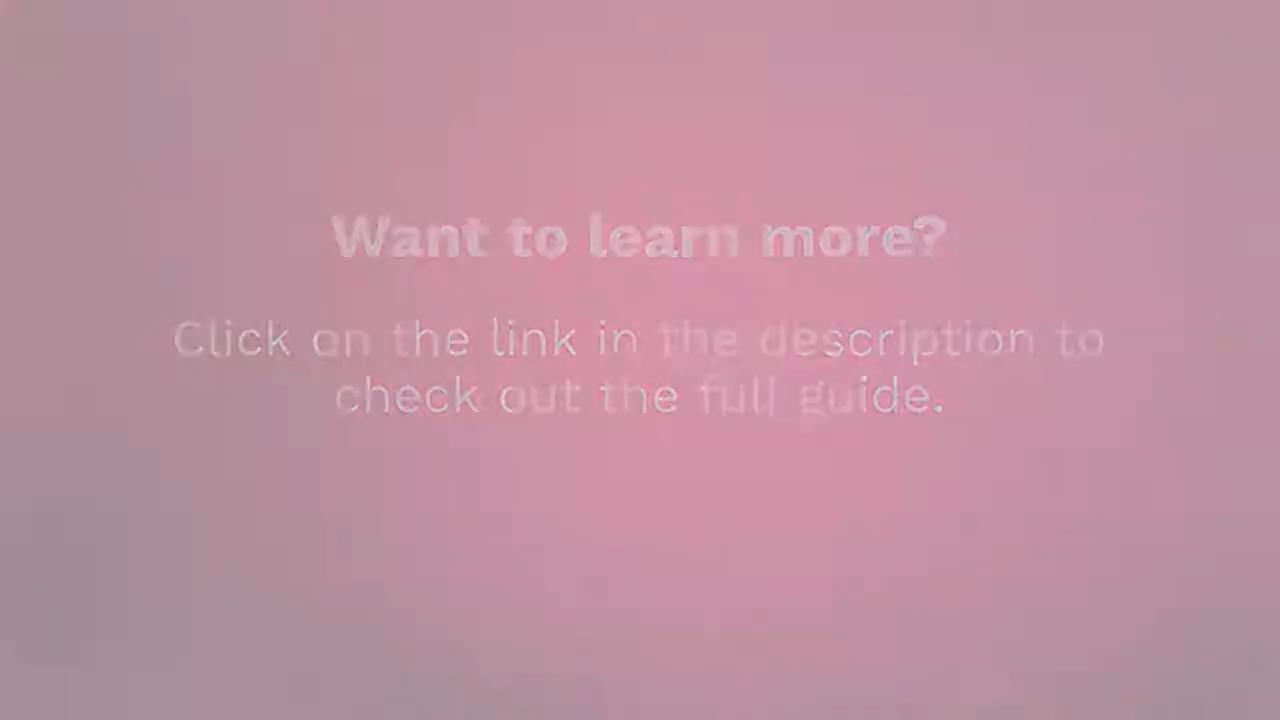 Want to learn more?
Click on the link in the description to
check out the full guide.